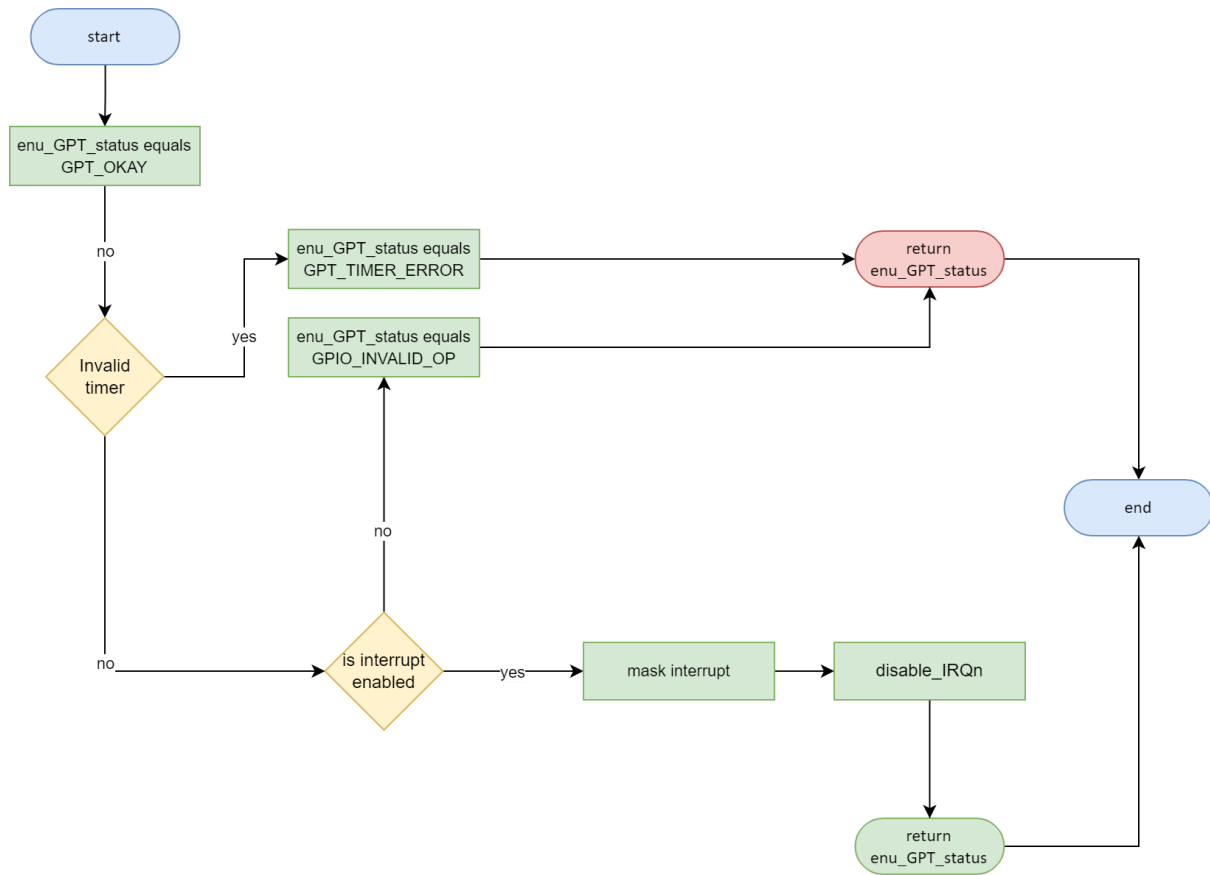 start
enu_GPT_status equals
GPT_OKAY
no
enu_GPT_status equals
GPT_TIMER_ERROR
return
enu_GPT_status
yes
enu_GPT_status equals
GPIO_INVALID_OP
Invalid
timer
end
no
no
is interrupt
enabled
yes
mask interrupt
disable_IRQn
return
enu_GPT_status